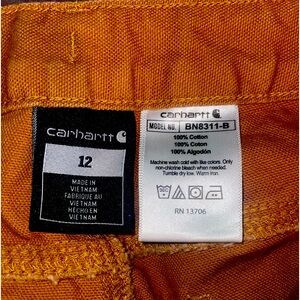 carhartt
12
MADE IN
VIETNAM
FABRIQUÉ AU
VIETNAM
HECHO EN
VIETNAM
carhartt
MODEL NO. BN8311-B
100% Cotton
100% Coton
100% Algodón
Machine wash cold with like colors. Only
non-chlorine bleach when needed.
Tumble dry low. Warm iron.
RN 13706